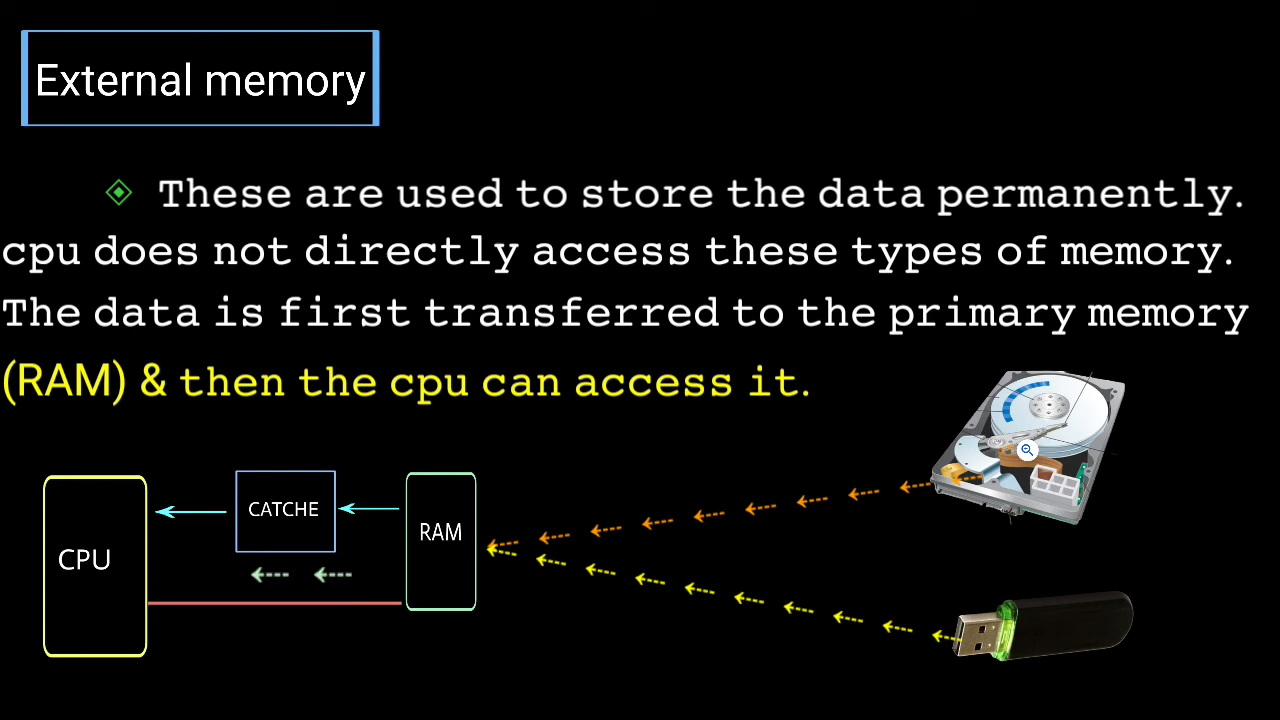 External memory
These are used to store the data permanently.
cpu does not directly access these types of memory.
The data is first transferred to the primary memory
(RAM) & then the cpu can access it.
CPU
CATCHE
RAM